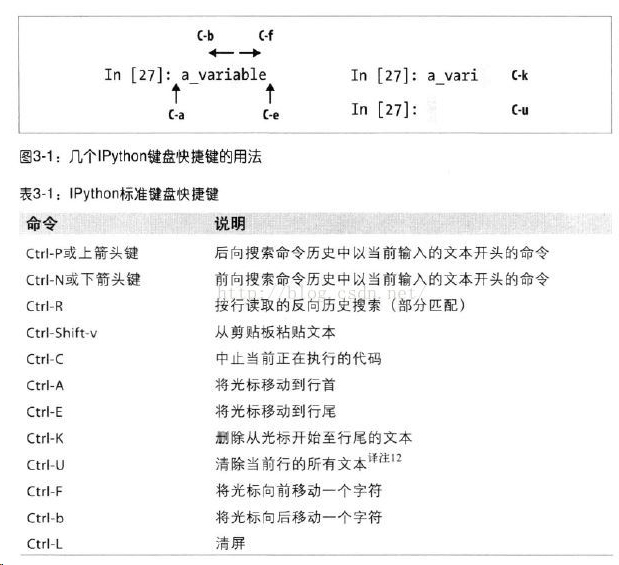 C-b C-f
In [27]: a_variable In [27]: a_vari C-k
C-a C-e In [27]: C-u
图3-1：几个IPython键盘快捷键的用法
表3-1：IPython标准键盘快捷键
命令 说明
Ctrl-P或上箭头键 后向搜索命令历史中以当前输入的文本开头的命令
Ctrl-N或下箭头键 前向搜索命令历史中以当前输入的文本开头的命令
http://blog.csdn.net/
Ctrl-R 按行读取的反向历史搜索（部分匹配）
Ctrl-Shift-v 从剪贴板粘贴文本
Ctrl-C 中止当前正在执行的代码
Ctrl-A 将光标移动到行首
Ctrl-E 将光标移动到行尾
Ctrl-K 删除从光标开始至行尾的文本
Ctrl-U 清除当前行的所有文本译注12
Ctrl-F 将光标向前移动一个字符
Ctrl-b 将光标向后移动一个字符
Ctrl-L 清屏